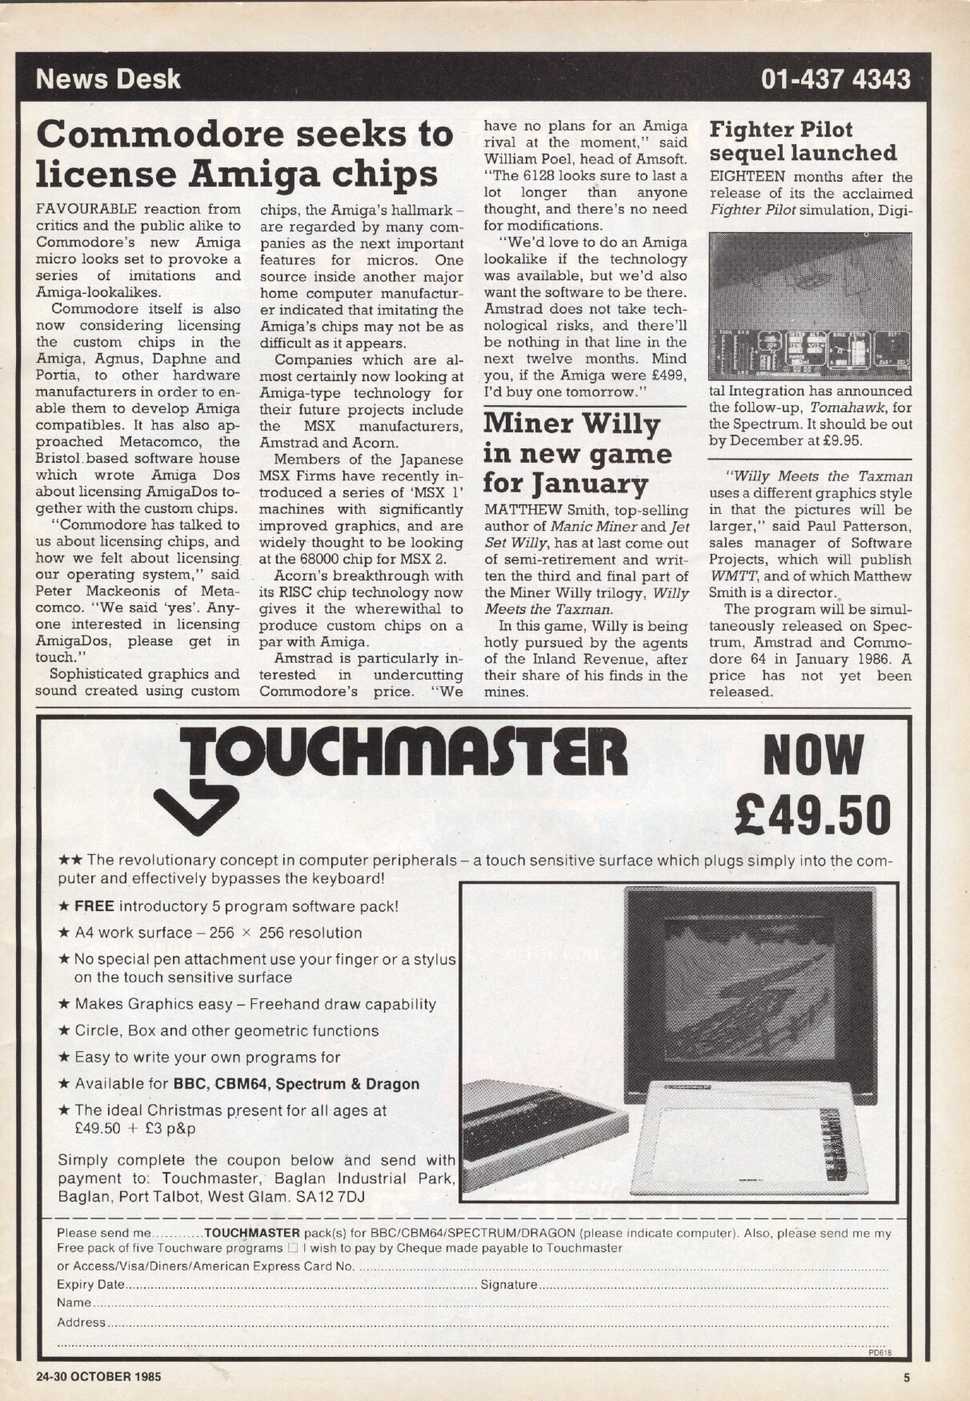 News Desk
01-437 4343
Commodore seeks to
license Amiga chips
FAVOURABLE reaction from
critics and the public alike to
Commodore's new Amiga
micro looks set to provoke a
series of imitations and
Amiga-lookalikes.
Commodore itself is also
now considering licensing
the custom chips in the
Amiga, Agnus, Daphne and
Portia, to other hardware
manufacturers in order to en-
able them to develop Amiga
compatibles. It has also ap-
proached Metacomco, the
Bristol based software house
which wrote Amiga Dos
about licensing AmigaDos to-
gether with the custom chips.
"Commodore has talked to
us about licensing chips, and
how we felt about licensing
our operating system," said
Peter Mackeonis of Meta-
comco. "We said 'yes'. Any-
one interested in licensing
AmigaDos, please get in
touch."
Sophisticated graphics and
sound created using custom
chips, the Amiga's hallmark –
are regarded by many com-
panies as the next important
features for micros. One
source inside another major
home computer manufactur-
er indicated that imitating the
Amiga's chips may not be as
difficult as it appears.
Companies which are al-
most certainly now looking at
Amiga-type technology for
their future projects include
the MSX manufacturers,
Amstrad and Acorn.
Members of the Japanese
MSX Firms have recently in-
troduced a series of 'MSX 1'
machines with significantly
improved graphics, and are
widely thought to be looking
at the 68000 chip for MSX 2.
Acorn's breakthrough with
its RISC chip technology now
gives it the wherewithal to
produce custom chips on a
par with Amiga.
Amstrad is particularly in-
terested in undercutting
Commodore's price. "We
have no plans for an Amiga
rival at the moment," said
William Poel, head of Amsoft.
"The 6128 looks sure to last a
lot longer than anyone
thought, and there's no need
for modifications.
"We'd love to do an Amiga
lookalike if the technology
was available, but we'd also
want the software to be there.
Amstrad does not take tech-
nological risks, and there'll
be nothing in that line in the
next twelve months. Mind
you, if the Amiga were £499,
I'd buy one tomorrow."
Miner Willy
in new game
for January
MATTHEW Smith, top-selling
author of Manic Miner and Jet
Set Willy, has at last come out
of semi-retirement and writ-
ten the third and final part of
the Miner Willy trilogy, Willy
Meets the Taxman.
In this game, Willy is being
hotly pursued by the agents
of the Inland Revenue, after
their share of his finds in the
mines.
Fighter Pilot
sequel launched
EIGHTEEN months after the
release of its the acclaimed
Fighter Pilot simulation, Digi-
tal Integration has announced
the follow-up, Tomahawk, for
the Spectrum. It should be out
by December at £9.95.
"Willy Meets the Taxman
uses a different graphics style
in that the pictures will be
larger," said Paul Patterson,
sales manager of Software
Projects, which will publish
WMTT, and of which Matthew
Smith is a director.
The program will be simul-
taneously released on Spec-
trum, Amstrad and Commo-
dore 64 in January 1986. A
price has not yet been
released.
TOUCHMASTER
NOW
£49.50
★★ The revolutionary concept in computer peripherals – a touch sensitive surface which plugs simply into the com-
puter and effectively bypasses the keyboard!
★ FREE introductory 5 program software pack!
★ A4 work surface – 256 × 256 resolution
★ No special pen attachment use your finger or a stylus
on the touch sensitive surface
★ Makes Graphics easy – Freehand draw capability
★ Circle, Box and other geometric functions
★ Easy to write your own programs for
★ Available for BBC, CBM64, Spectrum & Dragon
★ The ideal Christmas present for all ages at
£49.50 + £3 p&p
TOUCHMASTER
Simply complete the coupon below and send with
payment to: Touchmaster, Baglan Industrial Park,
Baglan, Port Talbot, West Glam. SA12 7DJ
Please send me............TOUCHMASTER pack(s) for BBC/CBM64/SPECTRUM/DRAGON (please indicate computer). Also, please send me my
Free pack of five Touchware programs □ I wish to pay by Cheque made payable to Touchmaster
or Access/Visa/Diners/American Express Card No.
Expiry Date.................... Signature....................
Name....................
Address....................
PD618
24-30 OCTOBER 1985
5